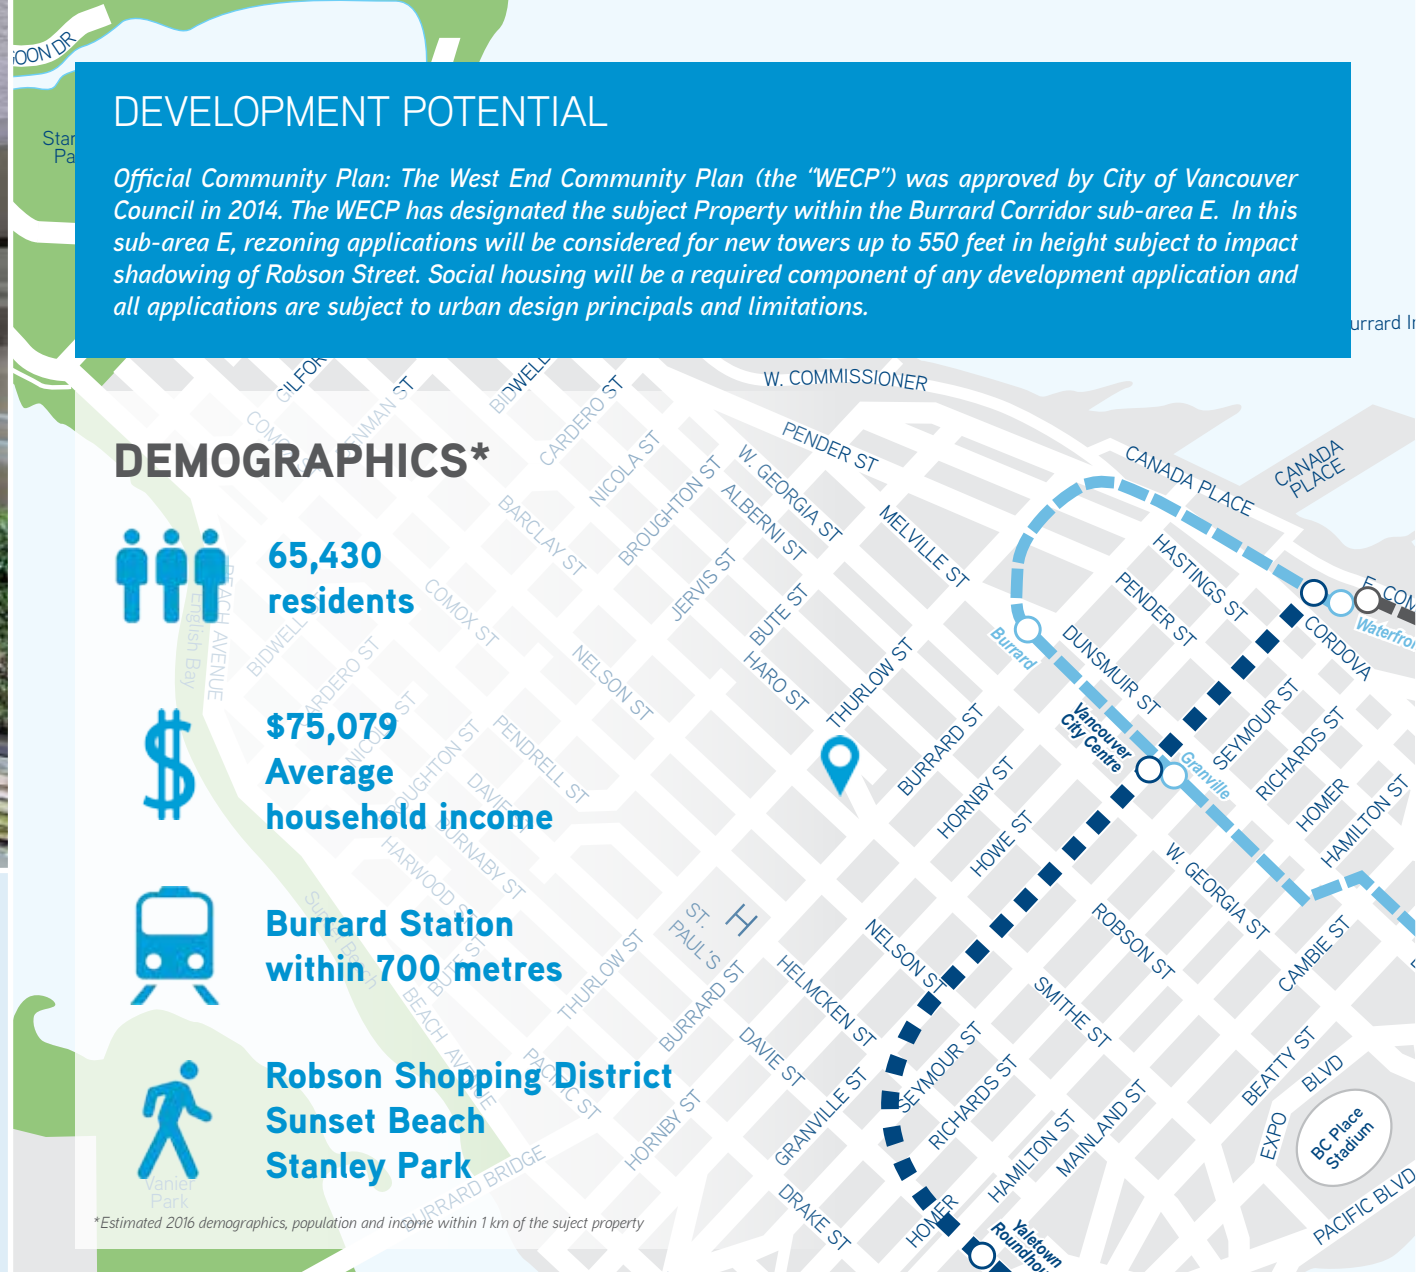 DEVELOPMENT POTENTIAL
Official Community Plan: The West End Community Plan (the “WECP”) was approved by City of Vancouver
Council in 2014. The WECP has designated the subject Property within the Burrard Corridor sub-area E. In this
sub-area E, rezoning applications will be considered for new towers up to 550 feet in height subject to impact
shadowing of Robson Street. Social housing will be a required component of any development application and
all applications are subject to urban design principals and limitations.
DEMOGRAPHICS*
65,430
residents
$75,079
Average
household income
Burrard Station
within 700 metres
Robson Shopping District
Sunset Beach
Stanley Park
*Estimated 2016 demographics, population and income within 1 km of the suject property
W. COMMISSIONER
BIDWELL
CARDERO ST
NICOLA ST
BROUGHTON ST
PENDER ST
W. GEORGIA ST
ALBERNI ST
MELVILLE ST
CANADA PLACE
CANADA
PLACE
BARCLAY ST
JERVIS ST
BUTE ST
HARO ST
THURLOW ST
HASTINGS ST
PENDER ST
DUNSMUIR ST
CORDOVA
Burrard
COMOX ST
NELSON ST
BEACH AVENUE
English Bay
BIDWELL
Vancouver
City Centre
Granville
SEYMOUR ST
RICHARDS ST
HOMER
HAMILTON ST
BURRARD ST
HORNBY ST
HOWE ST
PENDRELL ST
BURNABY ST
HARWOOD S
W. GEORGIA ST
ROBSON ST
CAMBIE ST
ST.
PAUL'S
H
NELSON ST
HELMCKEN ST
SMITHE ST
BUTE ST
THURLOW ST
BURRARD ST
BEACH AVENUE
DAVIE ST
PACIFIC ST
HORNBY ST
GRANVILLE ST
SEYMOUR ST
RICHARDS ST
HAMILTON ST
MAINLAND ST
BEATTY ST
EXPO
BLVD
BC Place
Stadium
PACIFIC BLVD
DRAKE ST
HOMER
Yaletown
Vanier
Park
BURRARD BRIDGE